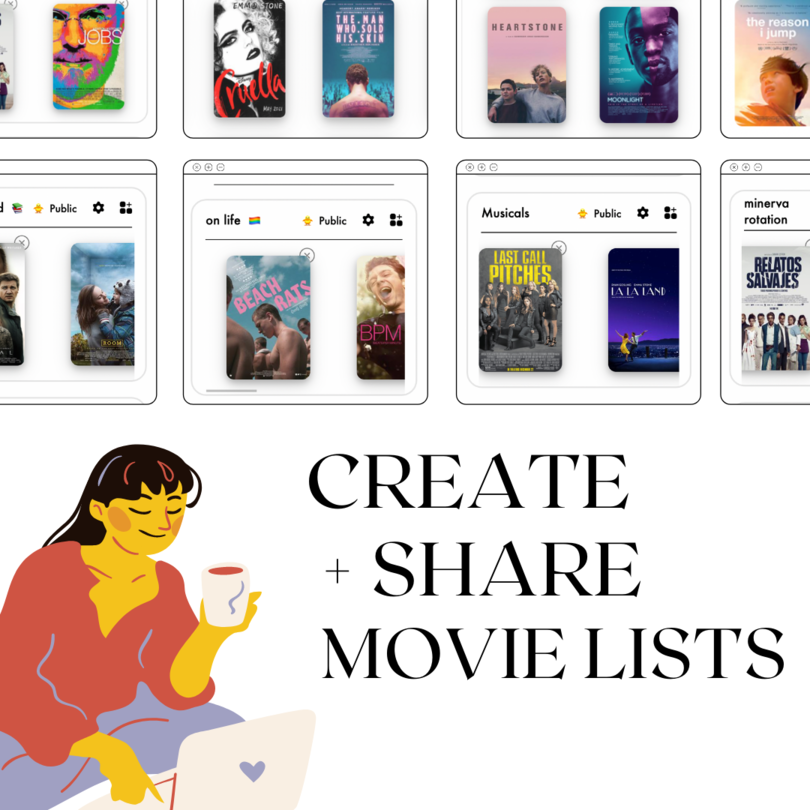 JOBS
EMMA STONE
Cruella
MAY 2021
THE.MAN
WHO.SOLD
HIS.SKIN
HEARTSTONE
MOONLIGHT
the reason
i jump
d 📚 Public
on life 🏳️‍🌈 Public
Musicals Public
minerva
rotation
ROOM
BEACH
RATS
BPM
LAST CALL
PITCHES
LA LA LAND
RELATOS
SALVAJES
CREATE
+ SHARE
MOVIE LISTS